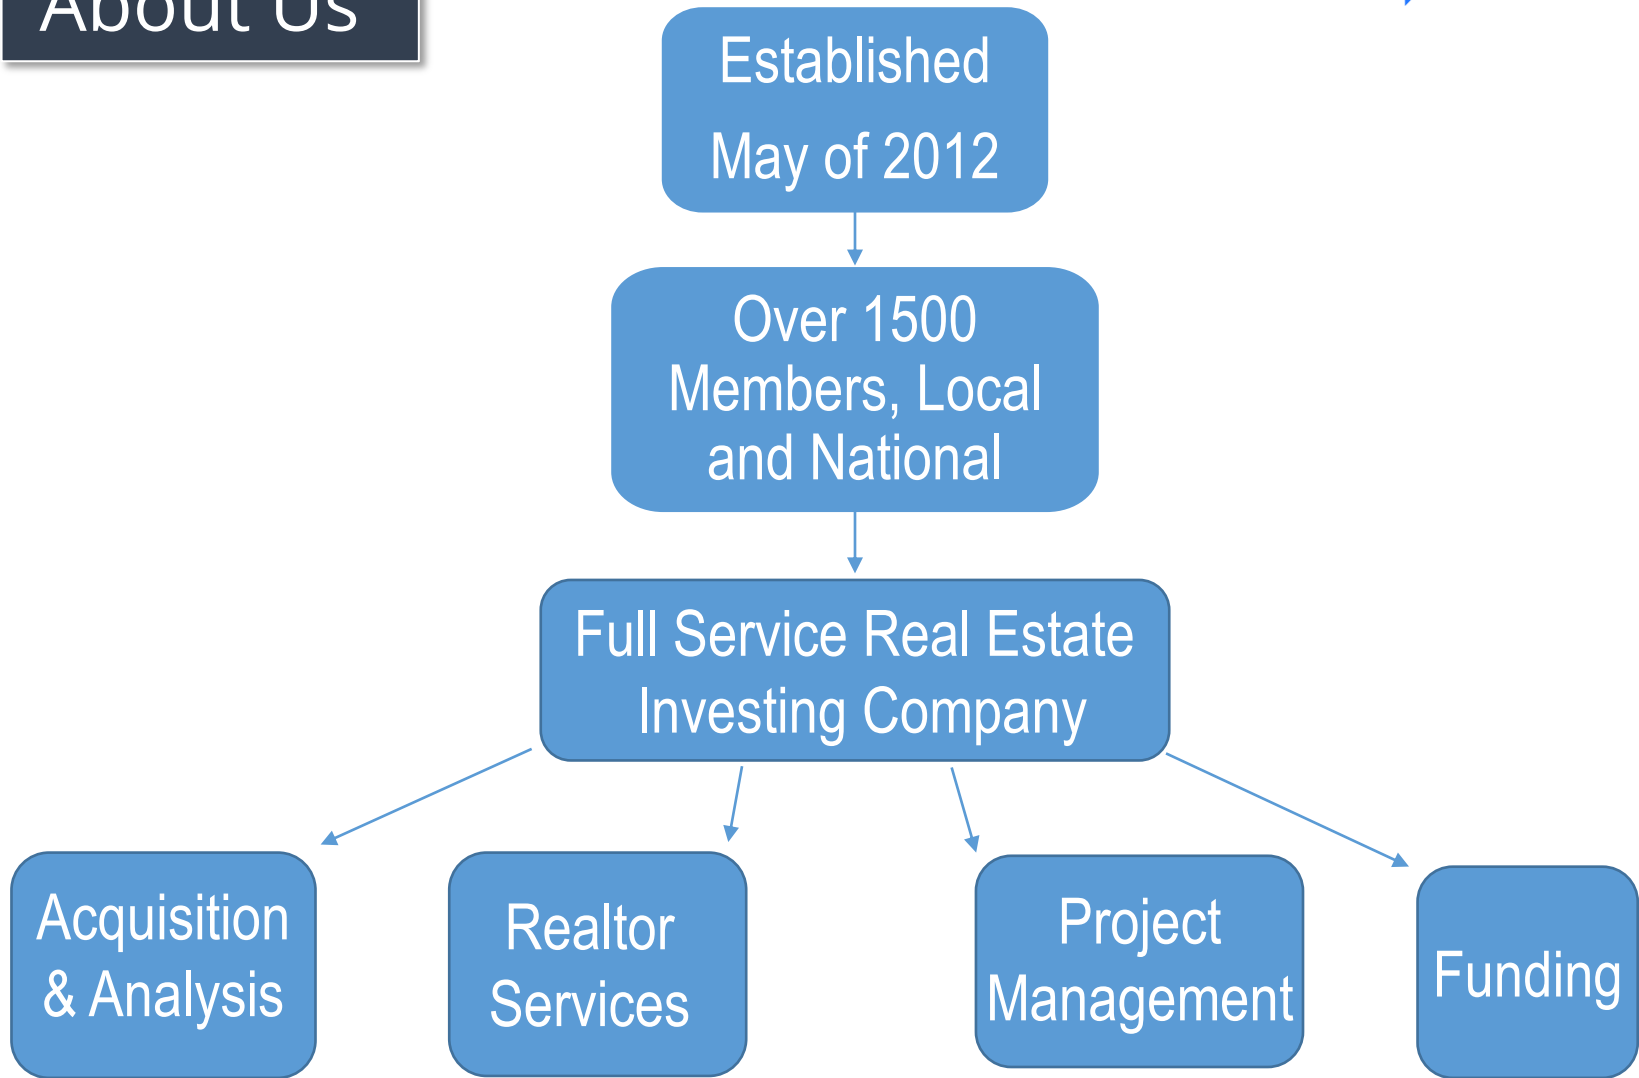 About Us
Established
May of 2012
Over 1500
Members, Local
and National
Full Service Real Estate
Investing Company
Acquisition
& Analysis
Realtor
Services
Project
Management
Funding